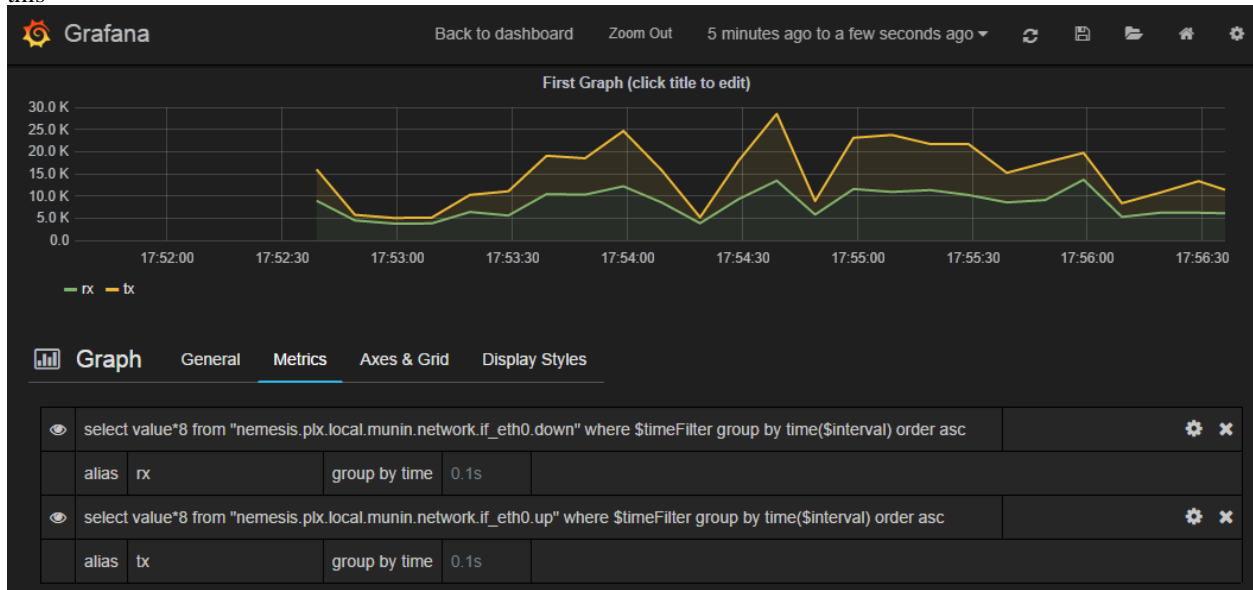 this
Grafana Back to dashboard Zoom Out 5 minutes ago to a few seconds ago
First Graph (click title to edit)
30.0 K
25.0 K
20.0 K
15.0 K
10.0 K
5.0 K
0.0
17:52:00 17:52:30 17:53:00 17:53:30 17:54:00 17:54:30 17:55:00 17:55:30 17:56:00 17:56:30
rx tx
Graph General Metrics Axes & Grid Display Styles
select value*8 from "nemesis.plx.local.munin.network.if_eth0.down" where $timeFilter group by time($interval) order asc
alias rx group by time 0.1s
select value*8 from "nemesis.plx.local.munin.network.if_eth0.up" where $timeFilter group by time($interval) order asc
alias tx group by time 0.1s